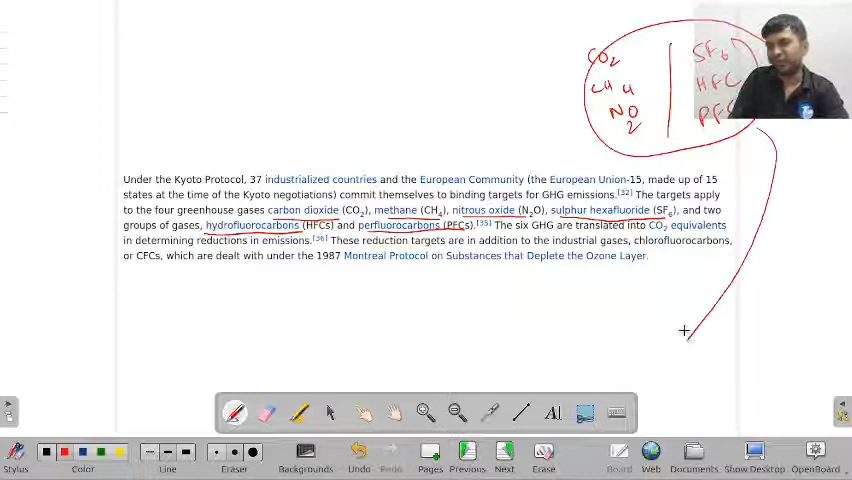 CO2 | SF6
CH4 HFC
NO2 PFC
Under the Kyoto Protocol, 37 industrialized countries and the European Community (the European Union-15, made up of 15
states at the time of the Kyoto negotiations) commit themselves to binding targets for GHG emissions.[32] The targets apply
to the four greenhouse gases carbon dioxide (CO2), methane (CH4), nitrous oxide (N2O), sulphur hexafluoride (SF6), and two
groups of gases, hydrofluorocarbons (HFCs) and perfluorocarbons (PFCs).[35] The six GHG are translated into CO2 equivalents
in determining reductions in emissions.[36] These reduction targets are in addition to the industrial gases, chlorofluorocarbons,
or CFCs, which are dealt with under the 1987 Montreal Protocol on Substances that Deplete the Ozone Layer.
Stylus Color Line Eraser Backgrounds Undo Redo Pages Previous Next Erase Board Web Documents Show Desktop OpenBoard